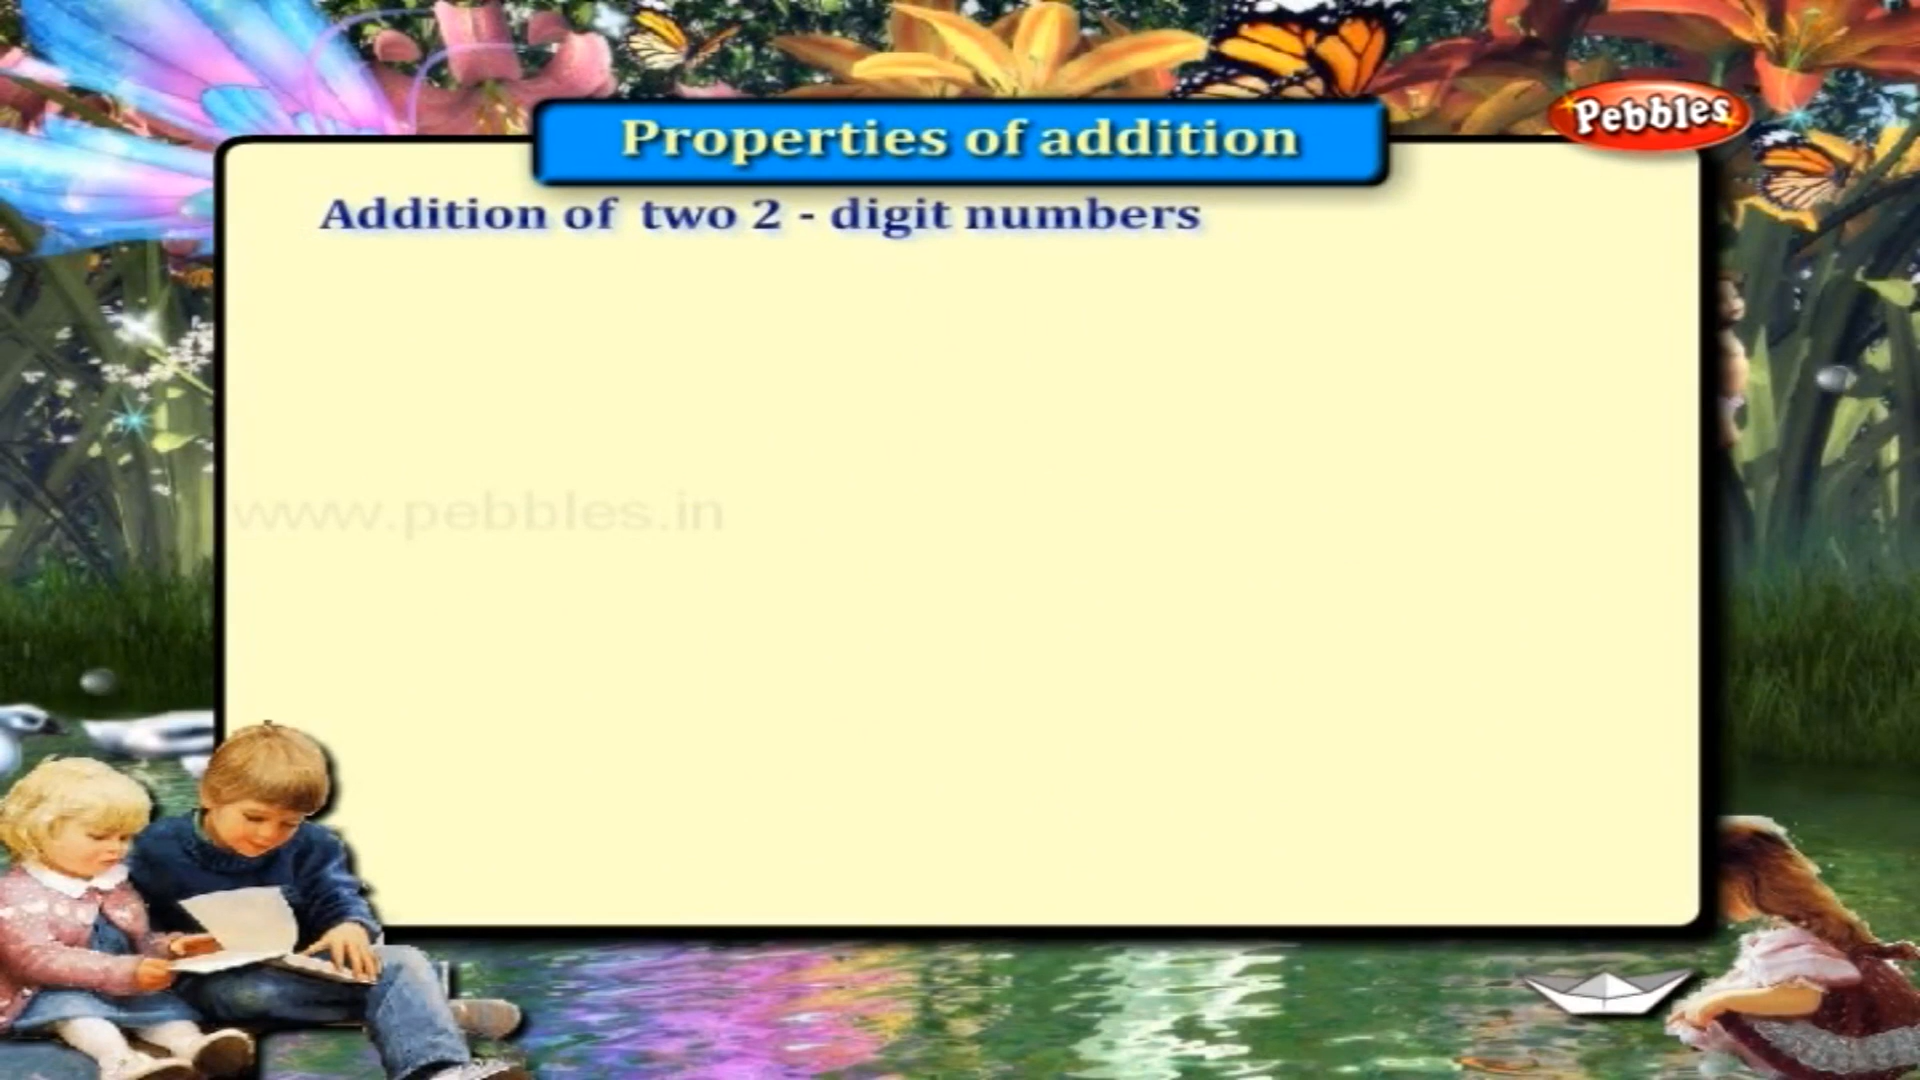 Properties of addition
Pebbles
Addition of two 2 - digit numbers
www.pebbles.in